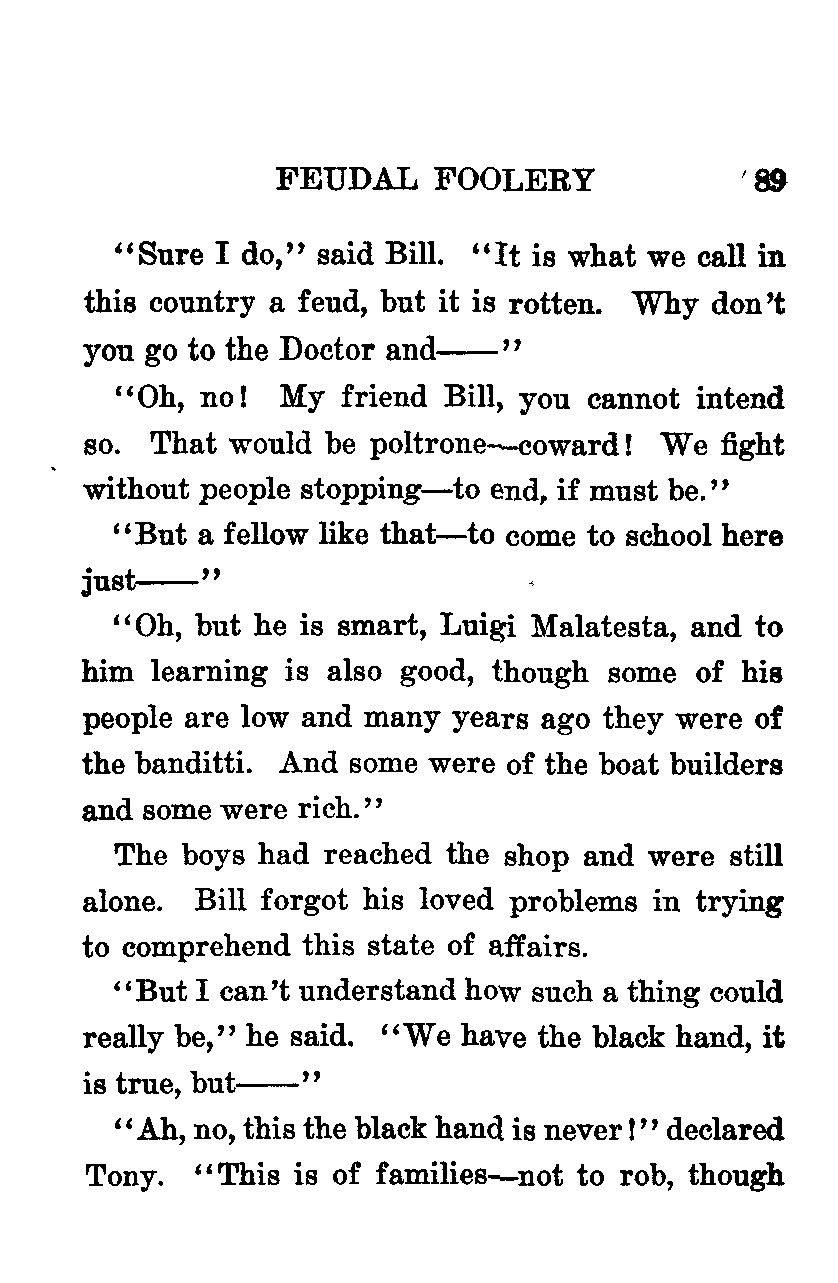 FEUDAL FOOLERY 89
"Sure I do," said Bill. "It is what we call in
this country a feud, but it is rotten. Why don't
you go to the Doctor and——"
"Oh, no! My friend Bill, you cannot intend
so. That would be poltrone—coward! We fight
without people stopping—to end, if must be."
"But a fellow like that—to come to school here
just——"
"Oh, but he is smart, Luigi Malatesta, and to
him learning is also good, though some of his
people are low and many years ago they were of
the banditti. And some were of the boat builders
and some were rich."
The boys had reached the shop and were still
alone. Bill forgot his loved problems in trying
to comprehend this state of affairs.
"But I can't understand how such a thing could
really be," he said. "We have the black hand, it
is true, but——"
"Ah, no, this the black hand is never!" declared
Tony. "This is of families—not to rob, though